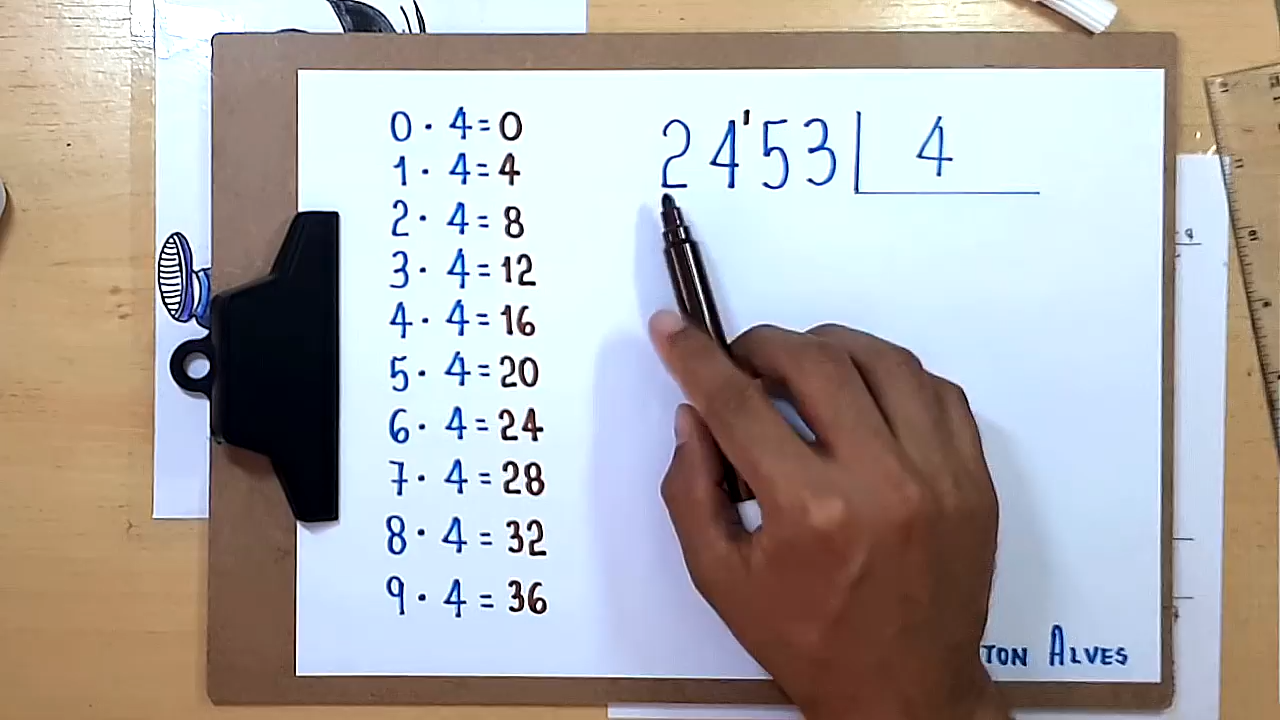 0 · 4 = 0
1 · 4 = 4
2 · 4 = 8
3 · 4 = 12
4 · 4 = 16
5 · 4 = 20
6 · 4 = 24
7 · 4 = 28
8 · 4 = 32
9 · 4 = 36
24'53 4
TON ALVES